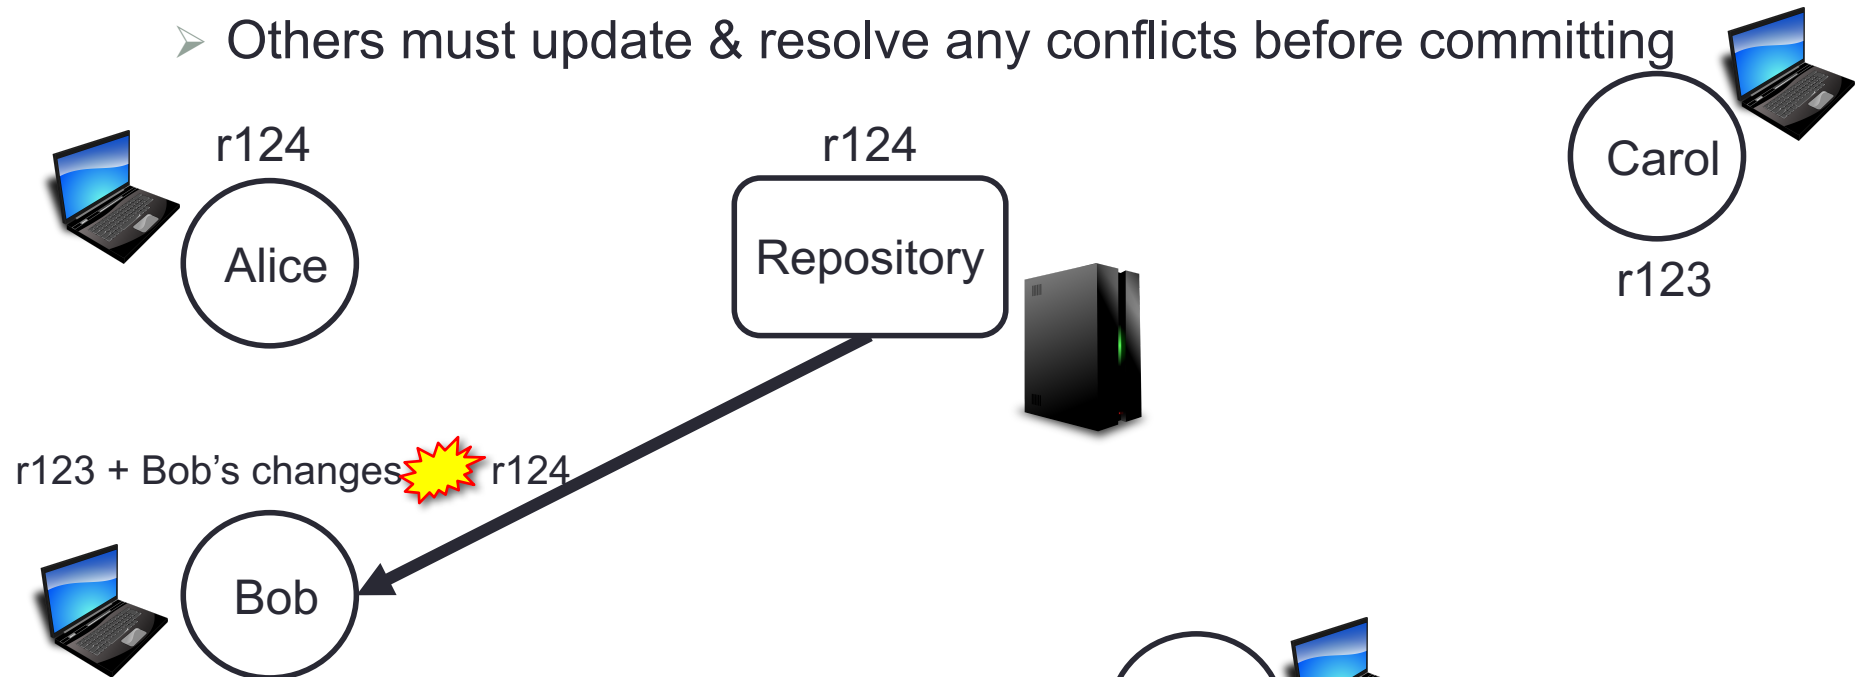 ➢ Others must update & resolve any conflicts before committing
r124
r124
Carol
Alice
Repository
r123
r123 + Bob’s changes r124
Bob